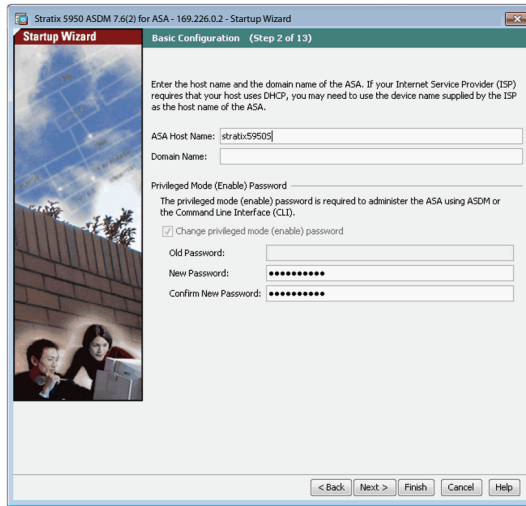 Stratix 5950 ASDM 7.6(2) for ASA - 169.226.0.2 - Startup Wizard
Startup Wizard
Basic Configuration (Step 2 of 13)
Enter the host name and the domain name of the ASA. If your Internet Service Provider (ISP)
requires that your host uses DHCP, you may need to use the device name supplied by the ISP
as the host name of the ASA.
ASA Host Name: stratix5950S
Domain Name:
Privileged Mode (Enable) Password
The privileged mode (enable) password is required to administer the ASA using ASDM or
the Command Line Interface (CLI).
Change privileged mode (enable) password
Old Password:
New Password: ●●●●●●●●●●
Confirm New Password: ●●●●●●●●●●
< Back Next > Finish Cancel Help